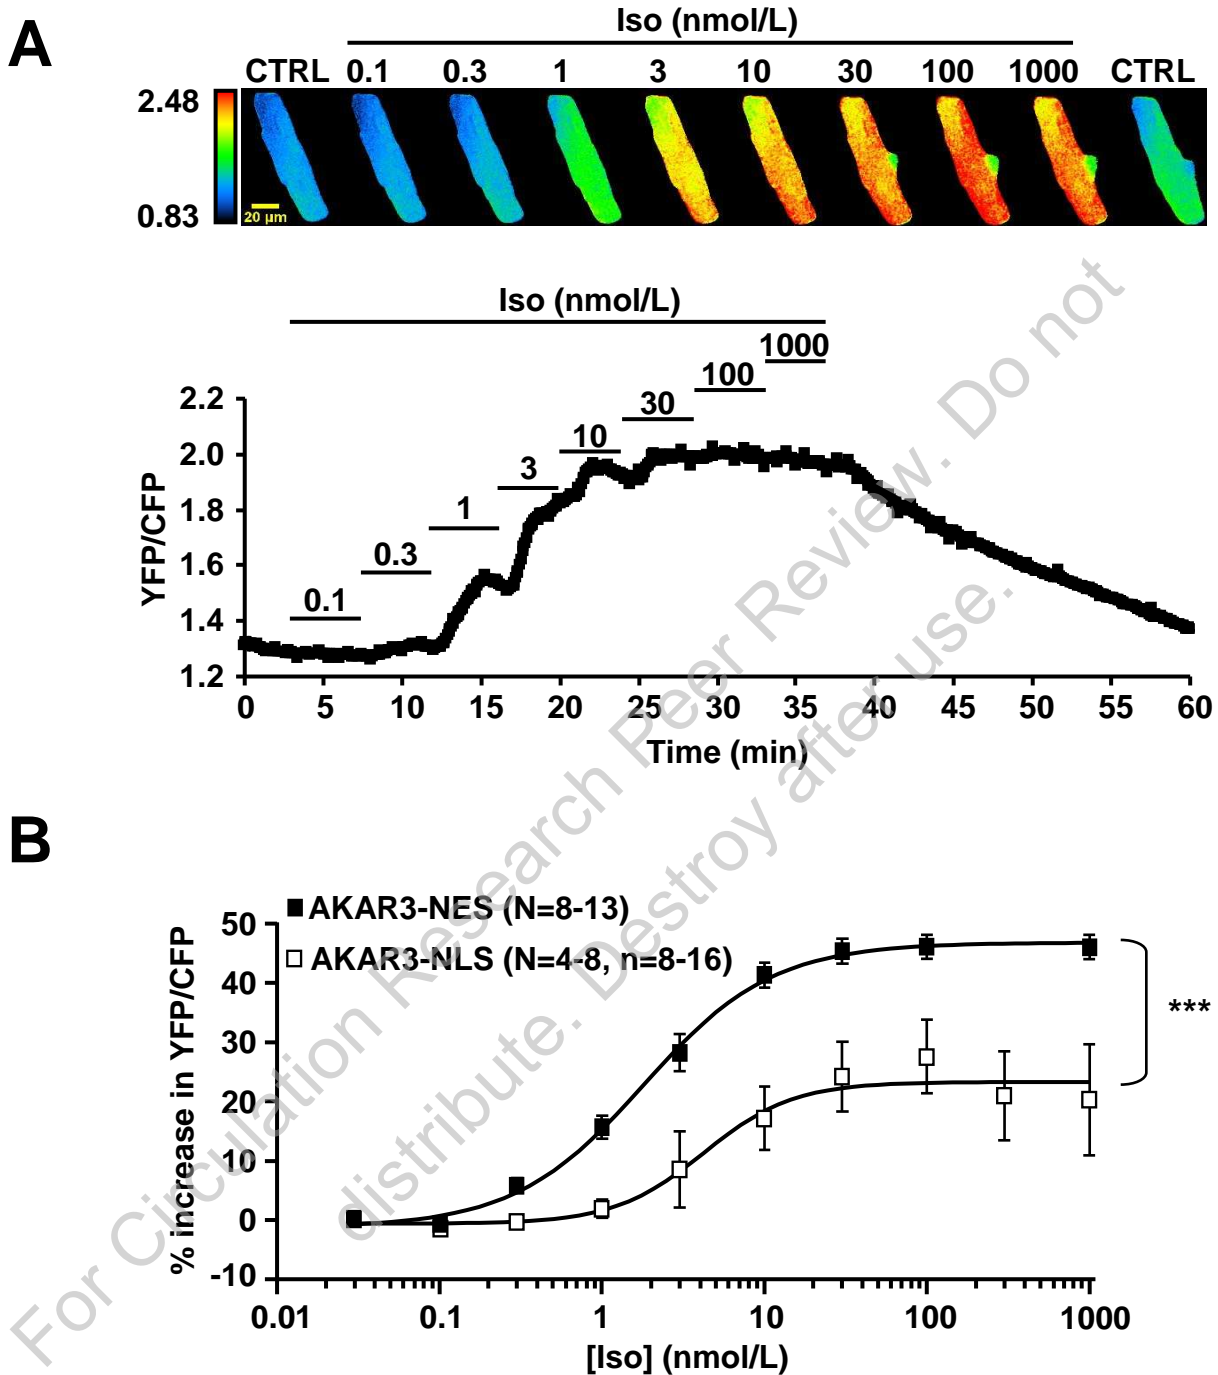 A
Iso (nmol/L)
CTRL 0.1 0.3 1 3 10 30 100 1000 CTRL
2.48
0.83
20 µm
Iso (nmol/L)
1000
100
30
10
3
1
0.3
0.1
YFP/CFP
2.2
2.0
1.8
1.6
1.4
1.2
0 5 10 15 20 25 30 35 40 45 50 55 60
Time (min)
B
AKAR3-NES (N=8-13)
AKAR3-NLS (N=4-8, n=8-16)
% increase in YFP/CFP
50
40
30
20
10
0
-10
***
0.01 0.1 1 10 100 1000
[Iso] (nmol/L)
For Circulation Research Peer Review. Do not
distribute. Destroy after use.